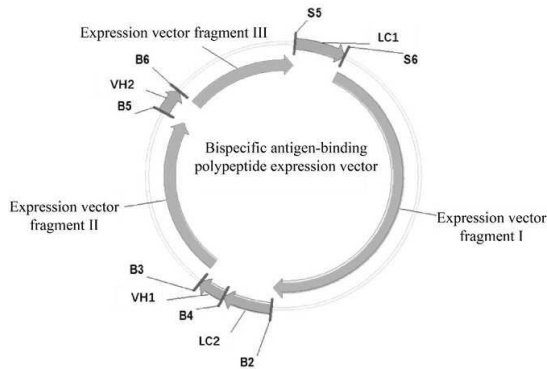 S5
LC1
S6
Expression vector fragment III
B6
VH2
B5
Bispecific antigen-binding
polypeptide expression vector
Expression vector
fragment II
Expression vector
fragment I
B3
VH1
B4
LC2
B2